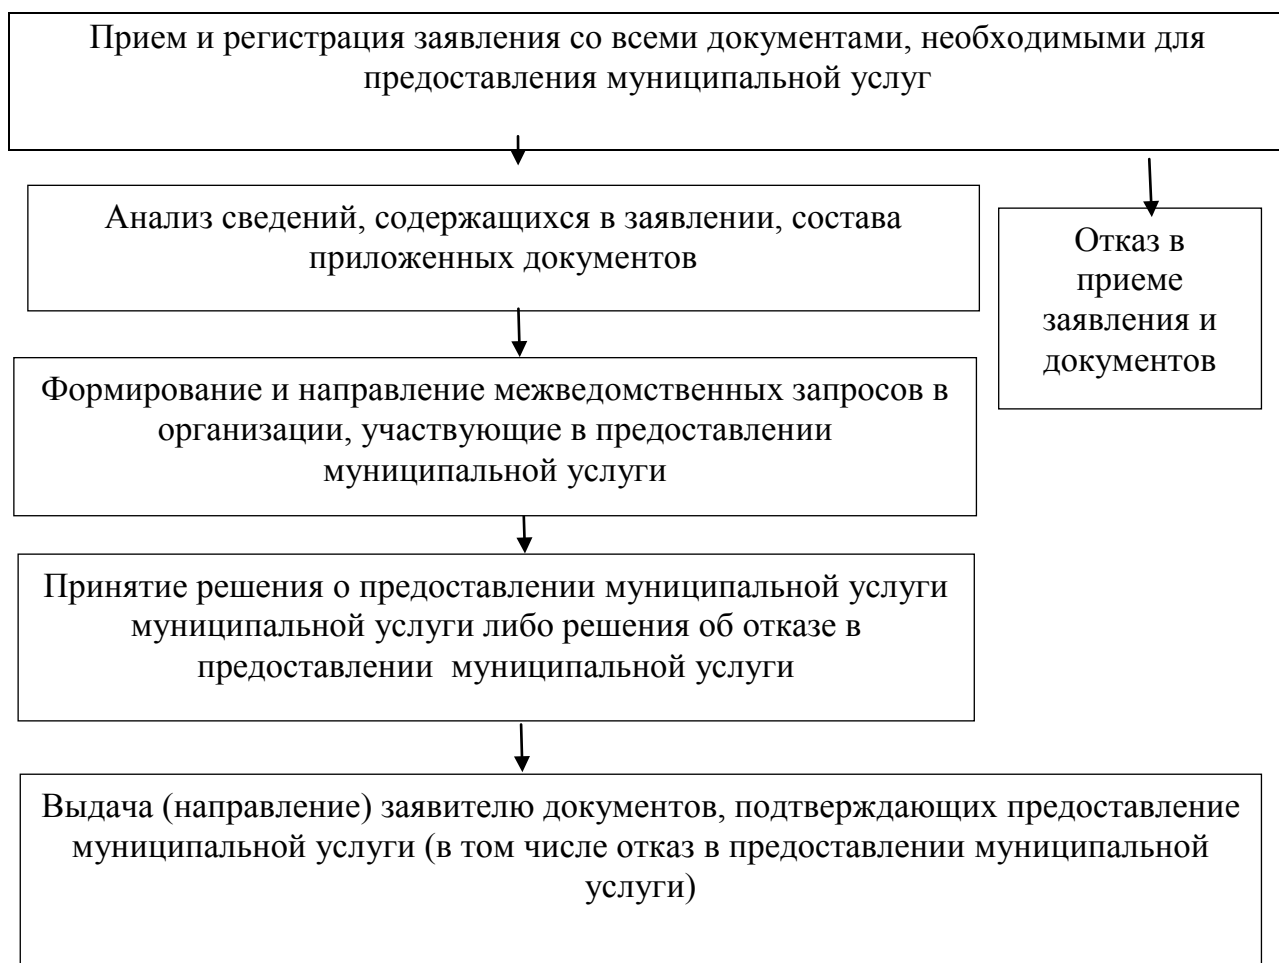 Прием и регистрация заявления со всеми документами, необходимыми для
предоставления муниципальной услуг
Анализ сведений, содержащихся в заявлении, состава
приложенных документов
Отказ в
приеме
заявления и
документов
Формирование и направление межведомственных запросов в
организации, участвующие в предоставлении
муниципальной услуги
Принятие решения о предоставлении муниципальной услуги
муниципальной услуги либо решения об отказе в
предоставлении  муниципальной услуги
Выдача (направление) заявителю документов, подтверждающих предоставление
муниципальной услуги (в том числе отказ в предоставлении муниципальной
услуги)